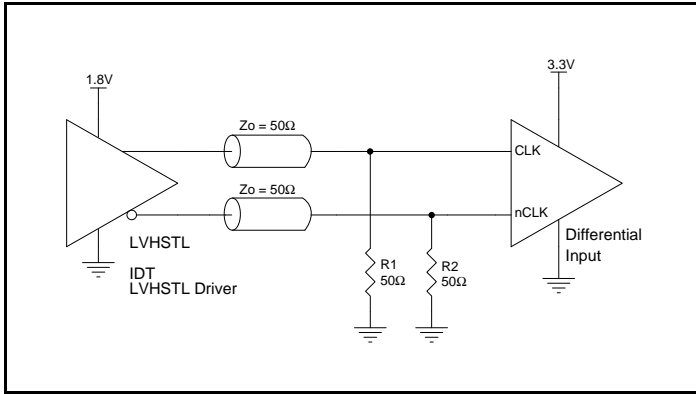 1.8V
3.3V
Zo = 50Ω
CLK
Zo = 50Ω
nCLK
LVHSTL
IDT
LVHSTL Driver
R1
50Ω
R2
50Ω
Differential
Input